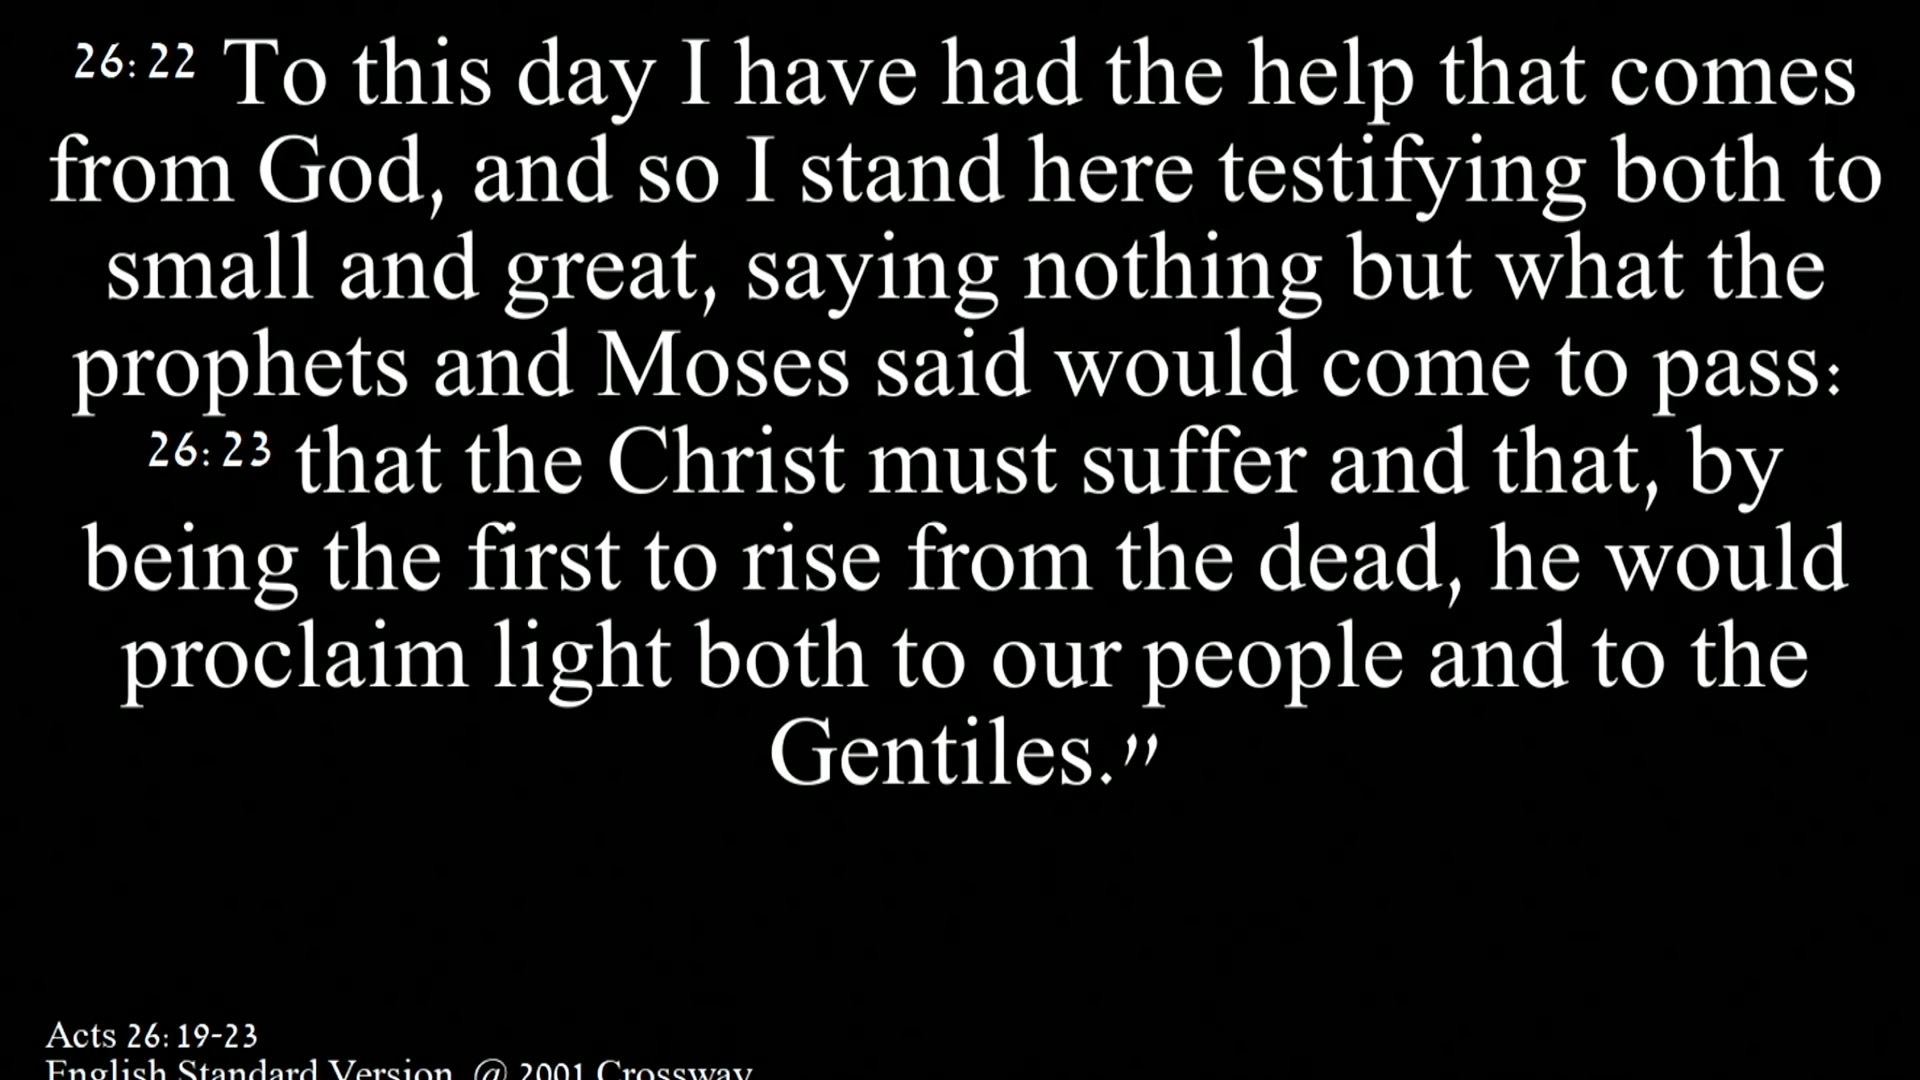 26:22 To this day I have had the help that comes
from God, and so I stand here testifying both to
small and great, saying nothing but what the
prophets and Moses said would come to pass:
26:23 that the Christ must suffer and that, by
being the first to rise from the dead, he would
proclaim light both to our people and to the
Gentiles.”
Acts 26:19-23
English Standard Version, @ 2001 Crossway